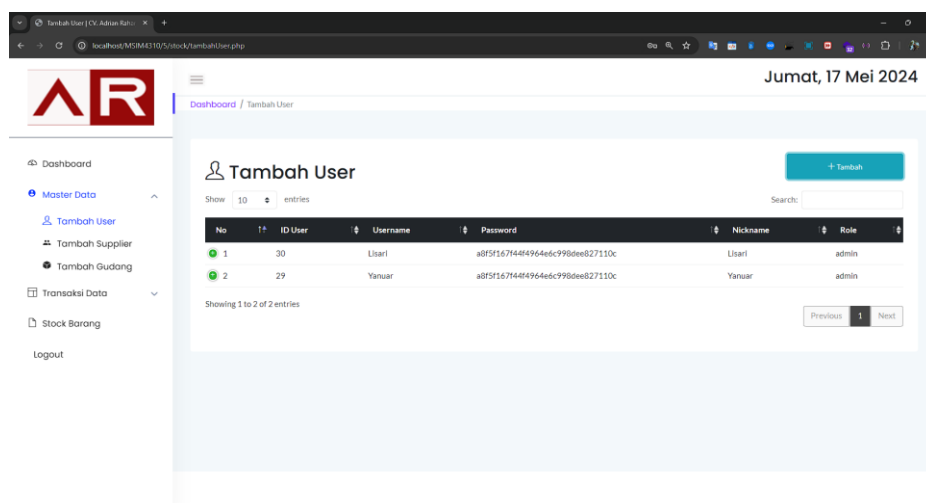 Tambah User | CV. Adrian Rahar
localhost/MSIM4310/5/stock/tambahUser.php
AR
Jumat, 17 Mei 2024
Dashboard / Tambah User
Dashboard
Master Data
Tambah User
Tambah Supplier
Tambah Gudang
Transaksi Data
Stock Barang
Logout
Tambah User
+ Tambah
Show 10 entries
Search:
No ID User Username Password Nickname Role
1 30 Lisari a8f5f167f44f4964e6c998dee827110c Lisari admin
2 29 Yanuar a8f5f167f44f4964e6c998dee827110c Yanuar admin
Showing 1 to 2 of 2 entries
Previous 1 Next